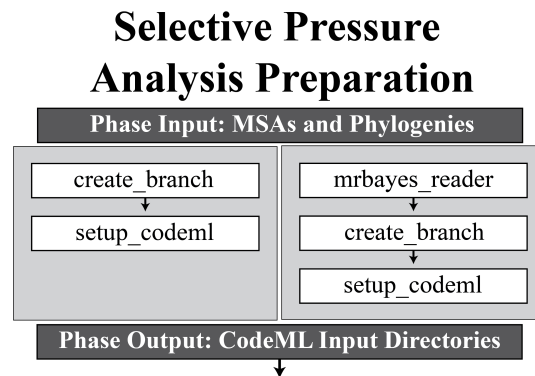 Selective Pressure
Analysis Preparation
Phase Input: MSAs and Phylogenies
create_branch
setup_codeml
mrbayes_reader
create_branch
setup_codeml
Phase Output: CodeML Input Directories